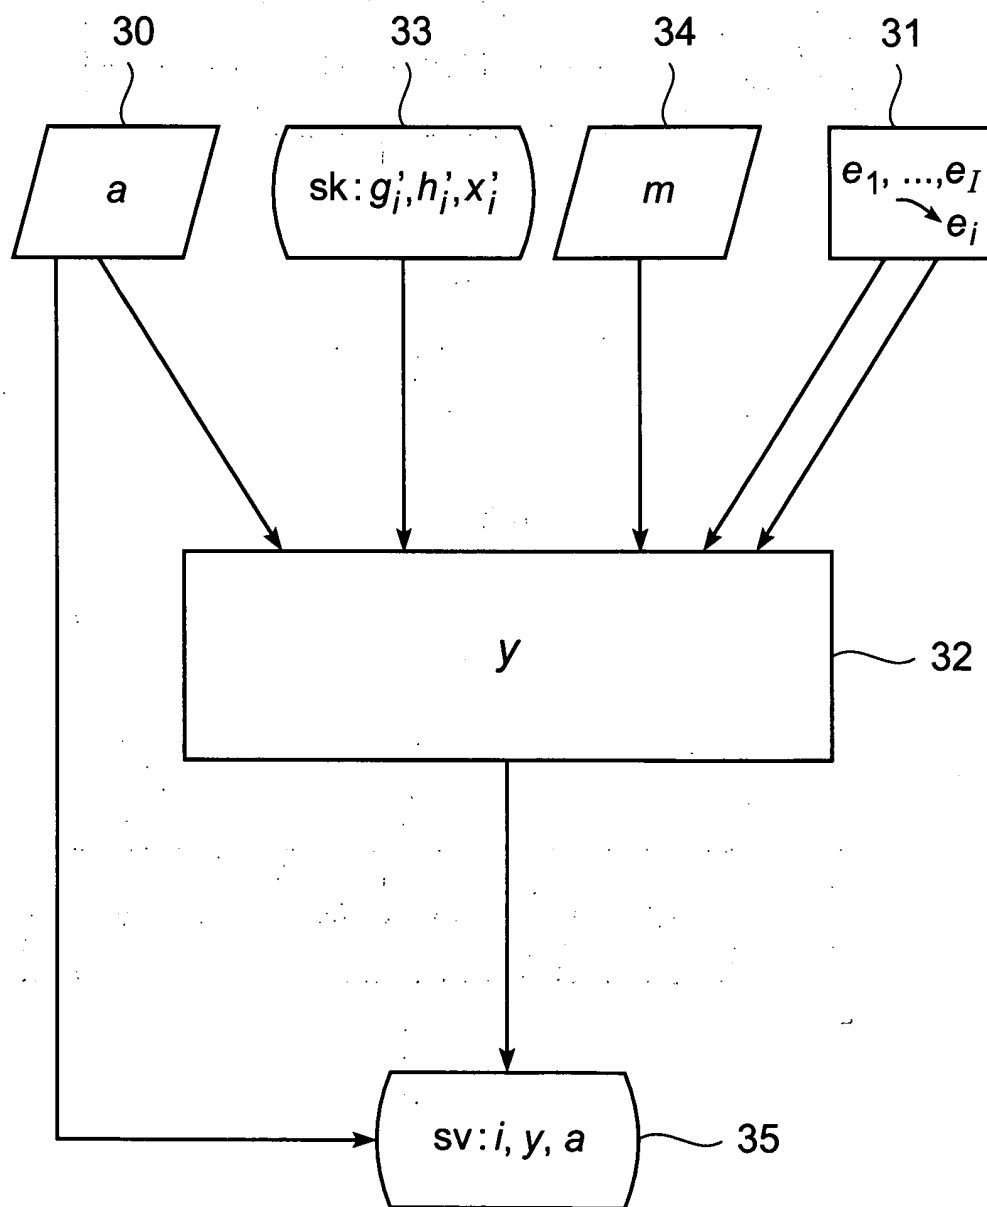 30 33 34 31
a
sk: g'i, h'i, x'i
m
e1, ..., eI
ei
y
32
sv: i, y, a
35